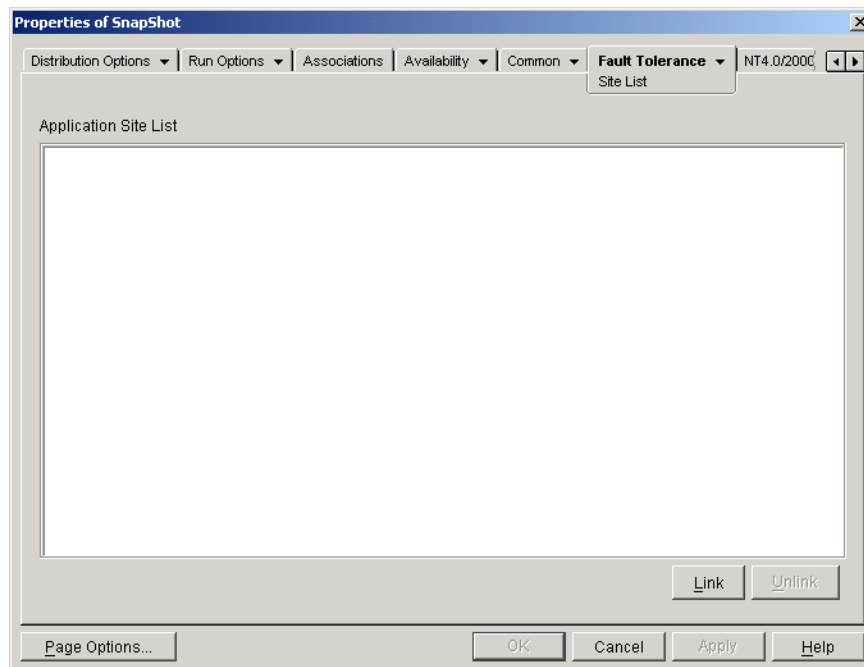 Properties of SnapShot
Distribution Options Run Options Associations Availability Common Fault Tolerance NT4.0/2000
Site List
Application Site List
Link Unlink
Page Options... OK Cancel Apply Help